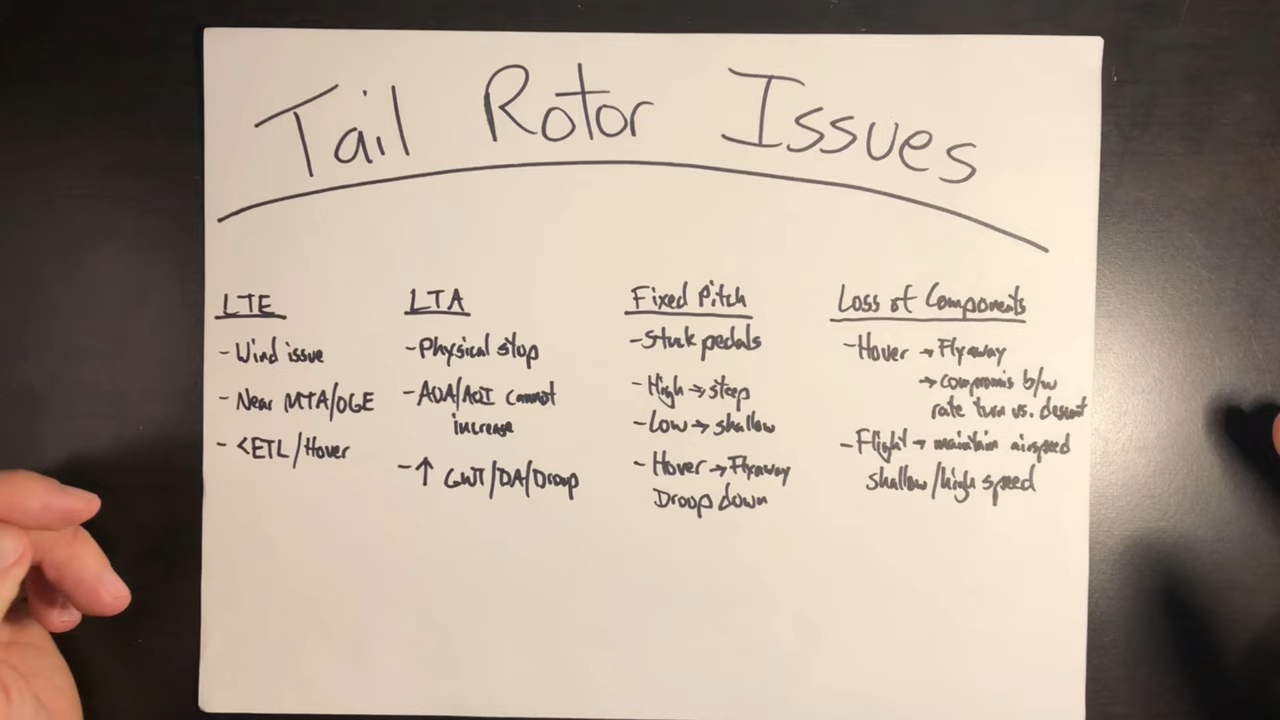 Tail Rotor Issues
LTE
- Wind issue
- Near MTA/OGE
- <ETL/Hover
LTA
- Physical stop
- AOA/AOI cannot
increase
- ↑ GWT/DA/Droop
Fixed Pitch
- Stuck pedals
- High → steep
- Low → shallow
- Hover → Flyaway
Droop down
Loss of Components
- Hover → Flyaway
→ compromis b/w
rate turn vs. descent
- Flight → maintain airspeed
shallow/high speed